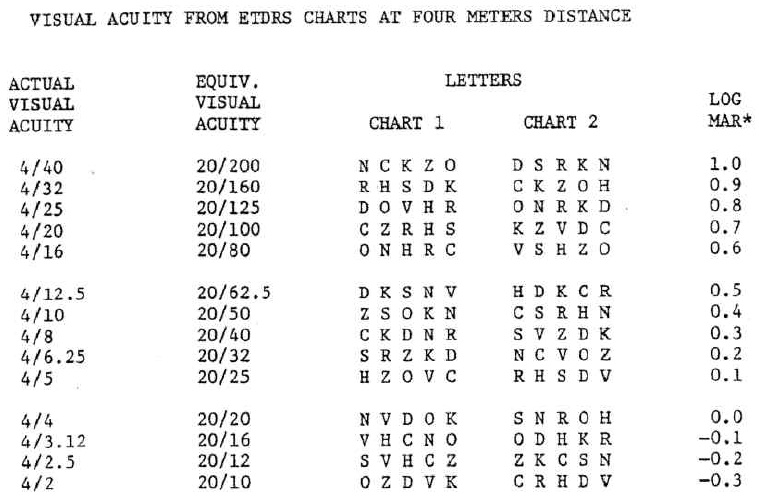 VISUAL ACUITY FROM ETDRS CHARTS AT FOUR METERS DISTANCE
ACTUAL EQUIV. LETTERS
VISUAL VISUAL LOG
ACUITY ACUITY CHART 1 CHART 2 MAR*
4/40 20/200 N C K Z O D S R K N 1.0
4/32 20/160 R H S D K C K Z O H 0.9
4/25 20/125 D O V H R O N R K D 0.8
4/20 20/100 C Z R H S K Z V D C 0.7
4/16 20/80 O N H R C V S H Z O 0.6
4/12.5 20/62.5 D K S N V H D K C R 0.5
4/10 20/50 Z S O K N C S R H N 0.4
4/8 20/40 C K D N R S V Z D K 0.3
4/6.25 20/32 S R Z K D N C V O Z 0.2
4/5 20/25 H Z O V C R H S D V 0.1
4/4 20/20 N V D O K S N R O H 0.0
4/3.12 20/16 V H C N O O D H K R -0.1
4/2.5 20/12 S V H C Z Z K C S N -0.2
4/2 20/10 O Z D V K C R H D V -0.3